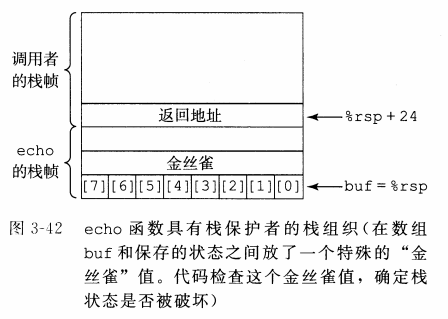 调用者
的栈帧
返回地址
%rsp+24
echo
的栈帧
金丝雀
[7] [6] [5] [4] [3] [2] [1] [0]
buf=%rsp
图 3-42 echo 函数具有栈保护者的栈组织(在数组
buf 和保存的状态之间放了一个特殊的“金
丝雀”值。代码检查这个金丝雀值，确定栈
状态是否被破坏)